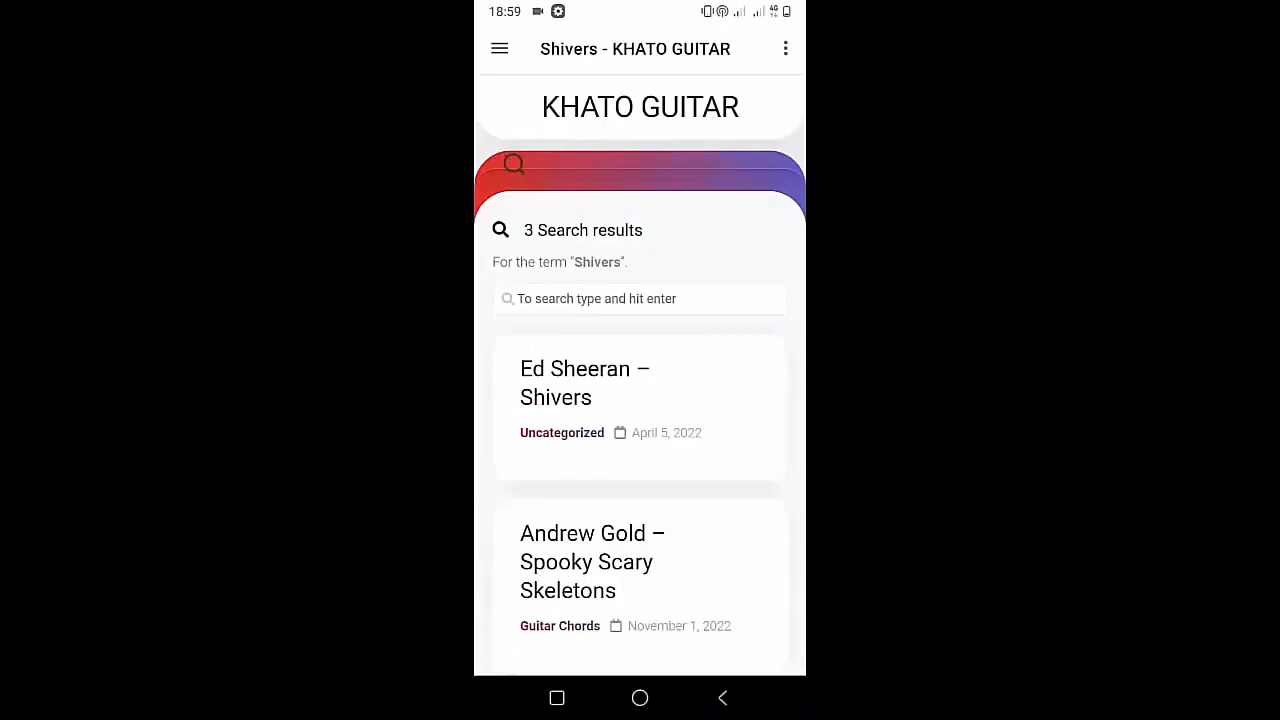 18:59
4G
Shivers - KHATO GUITAR
KHATO GUITAR
3 Search results
For the term "Shivers".
To search type and hit enter
Ed Sheeran –
Shivers
Uncategorized April 5, 2022
Andrew Gold –
Spooky Scary
Skeletons
Guitar Chords November 1, 2022